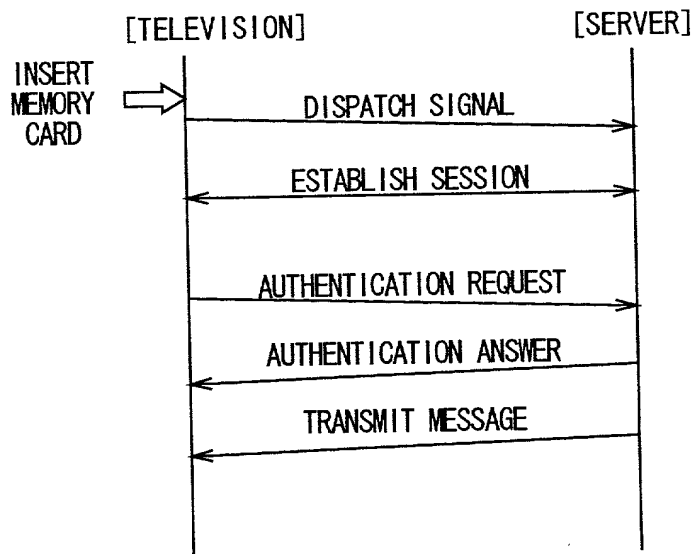 [TELEVISION]
[SERVER]
INSERT
MEMORY
CARD
DISPATCH SIGNAL
ESTABLISH SESSION
AUTHENTICATION REQUEST
AUTHENTICATION ANSWER
TRANSMIT MESSAGE